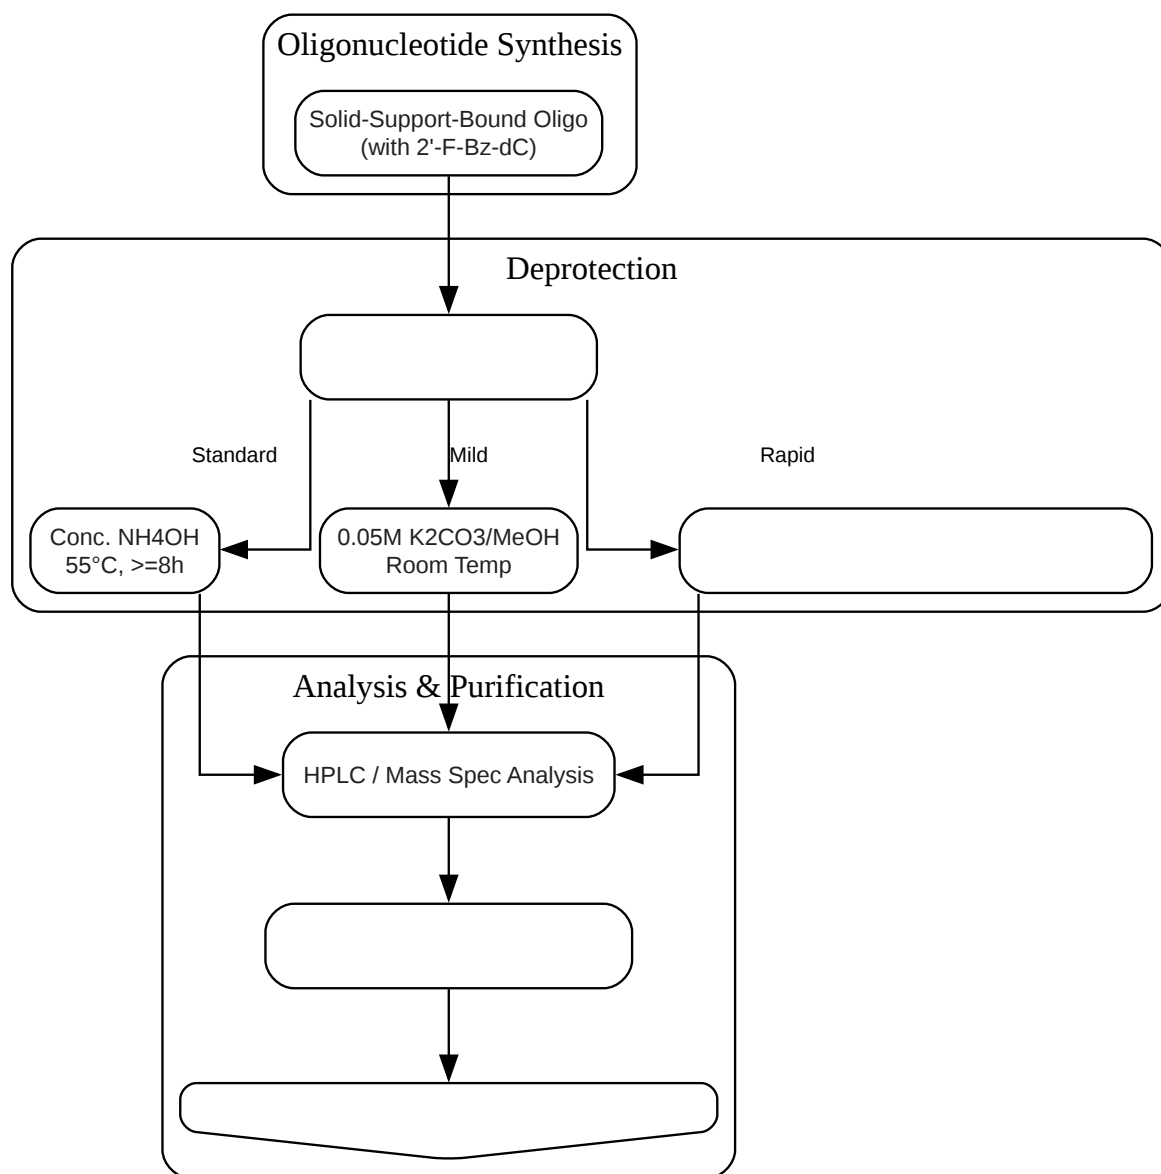 Oligonucleotide Synthesis
Solid-Support-Bound Oligo
(with 2'-F-Bz-dC)
Deprotection
Standard
Mild
Rapid
Conc. NH4OH
55°C, >=8h
0.05M K2CO3/MeOH
Room Temp
Analysis & Purification
HPLC / Mass Spec Analysis